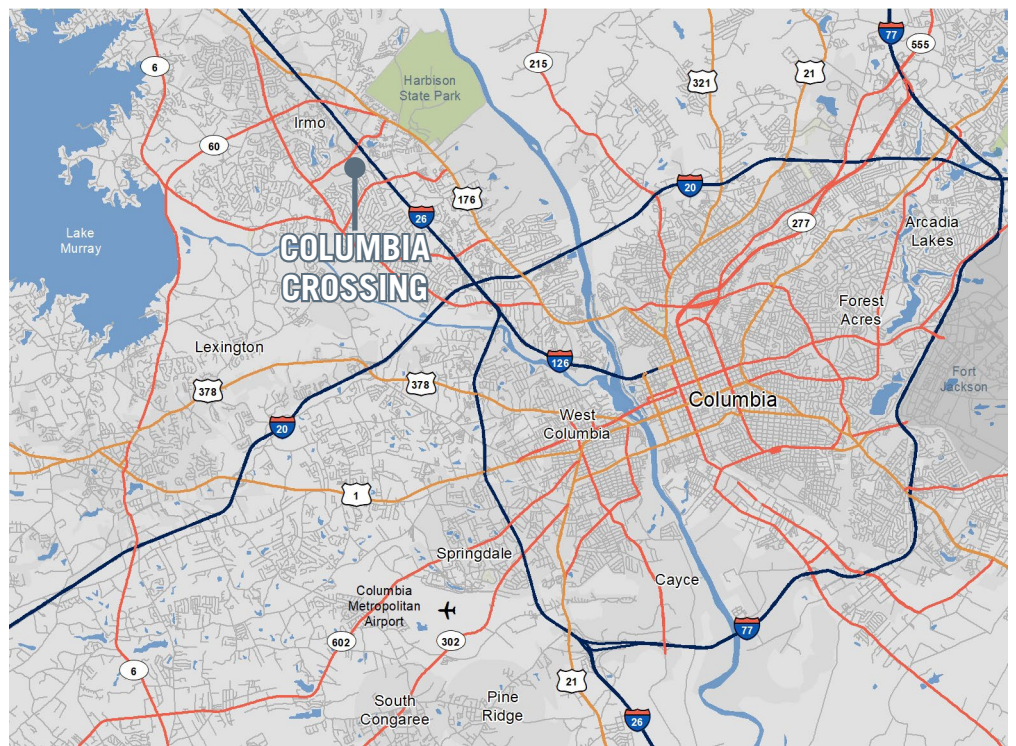 77
555
6
215
321
21
Harbison
State Park
Irmo
60
20
176
26
277
Arcadia
Lakes
Lake
Murray
COLUMBIA
CROSSING
Forest
Acres
Lexington
126
378
378
Fort
Jackson
Columbia
West
Columbia
20
1
Springdale
Cayce
Columbia
Metropolitan
Airport
77
602
302
6
21
South
Congaree
Pine
Ridge
26